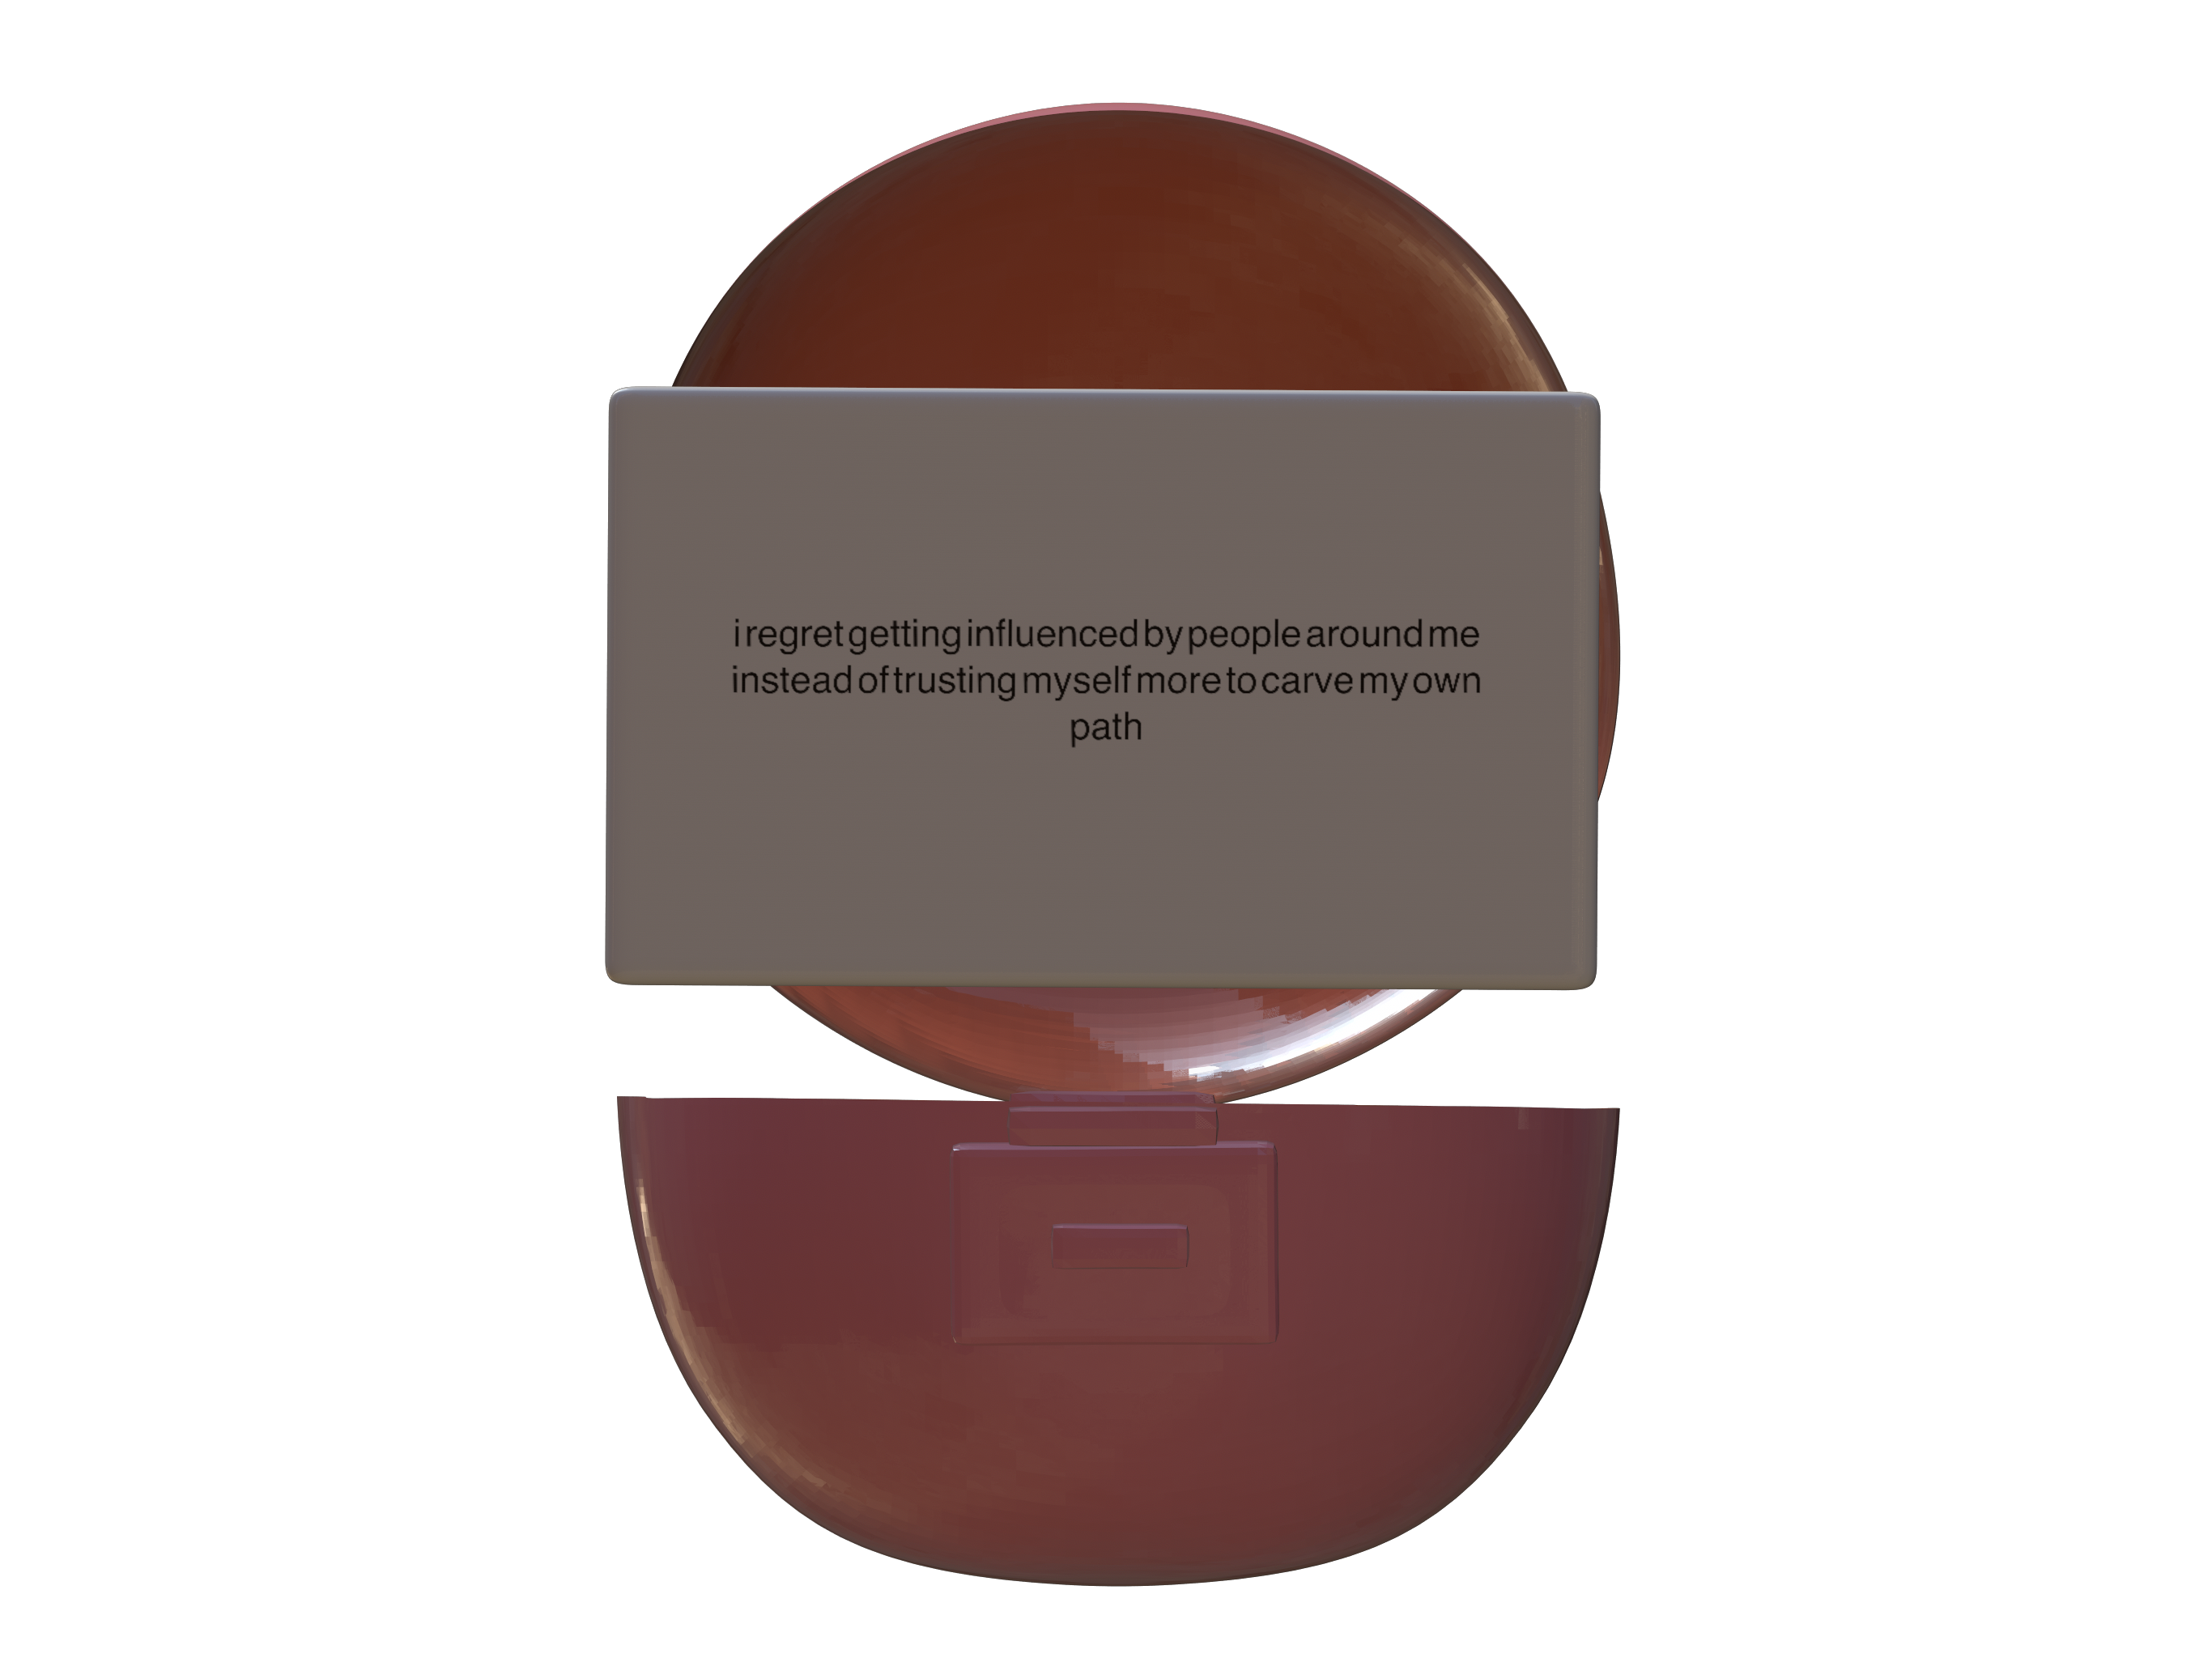 i regret getting influenced by people around me
instead of trusting myself more to carve my own
path